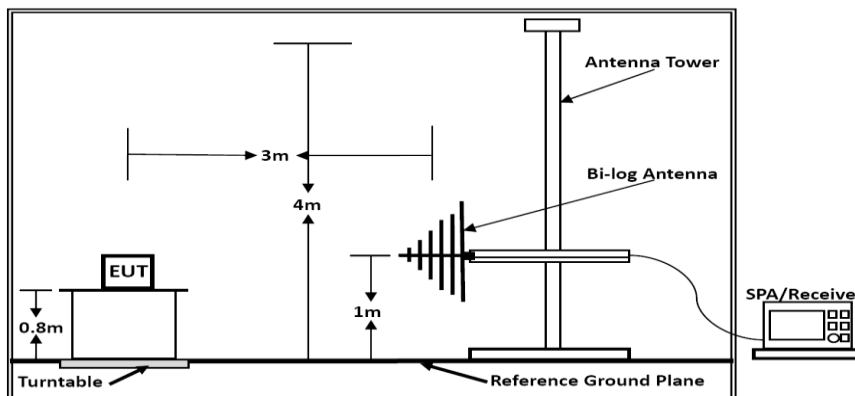 Antenna Tower
3m
Bi-log Antenna
4m
EUT
1m
0.8m
SPA/Receive
Turntable
Reference Ground Plane